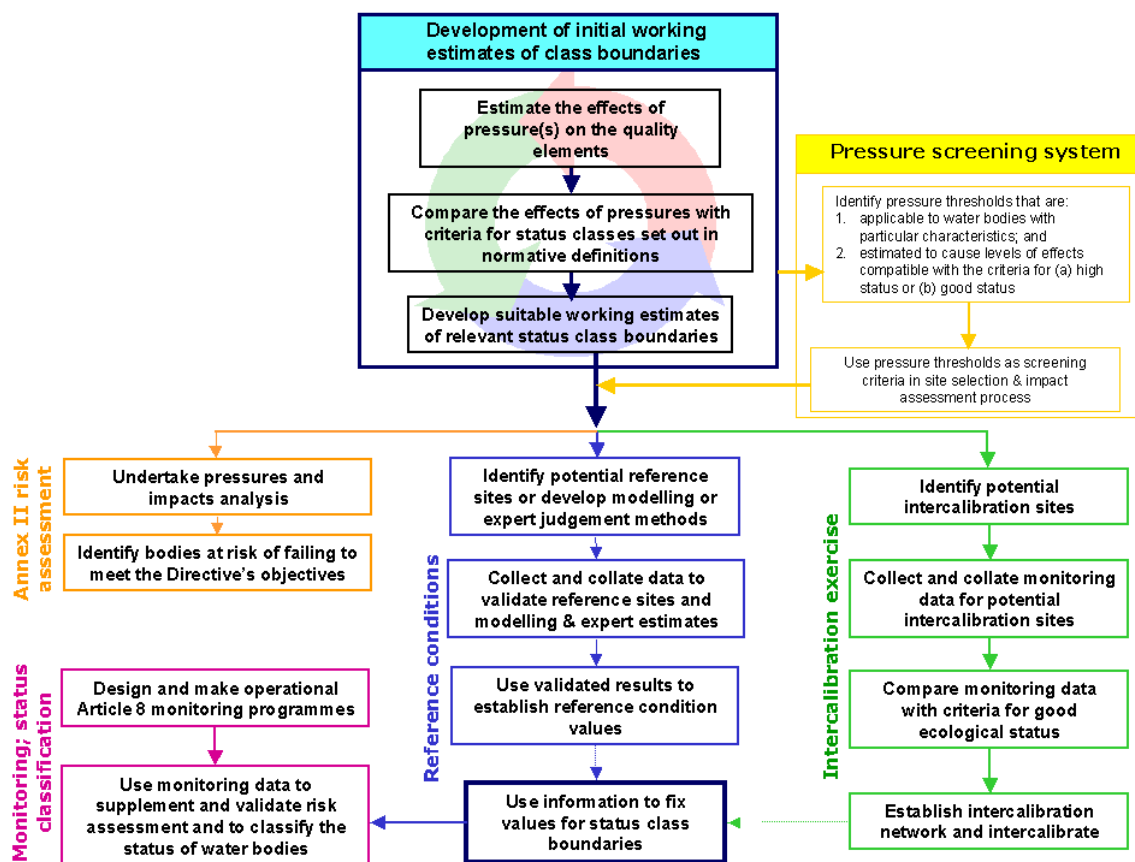 Development of initial working
estimates of class boundaries
Estimate the effects of
pressure(s) on the quality
elements
Compare the effects of pressures with
criteria for status classes set out in
normative definitions
Develop suitable working estimates
of relevant status class boundaries
Pressure screening system
Identify pressure thresholds that are:
1. applicable to water bodies with
particular characteristics; and
2. estimated to cause levels of effects
compatible with the criteria for (a) high
status or (b) good status
Use pressure thresholds as screening
criteria in site selection & impact
assessment process
Annex II risk
assessment
Undertake pressures and
impacts analysis
Identify bodies at risk of failing to
meet the Directive's objectives
Reference conditions
Identify potential reference
sites or develop modelling or
expert judgement methods
Collect and collate data to
validate reference sites and
modelling & expert estimates
Use validated results to
establish reference condition
values
Use information to fix
values for status class
boundaries
Intercalibration exercise
Identify potential
intercalibration sites
Collect and collate monitoring
data for potential
intercalibration sites
Compare monitoring data
with criteria for good
ecological status
Establish intercalibration
network and intercalibrate
Monitoring; status
classification
Design and make operational
Article 8 monitoring programmes
Use monitoring data to
supplement and validate risk
assessment and to classify the
status of water bodies